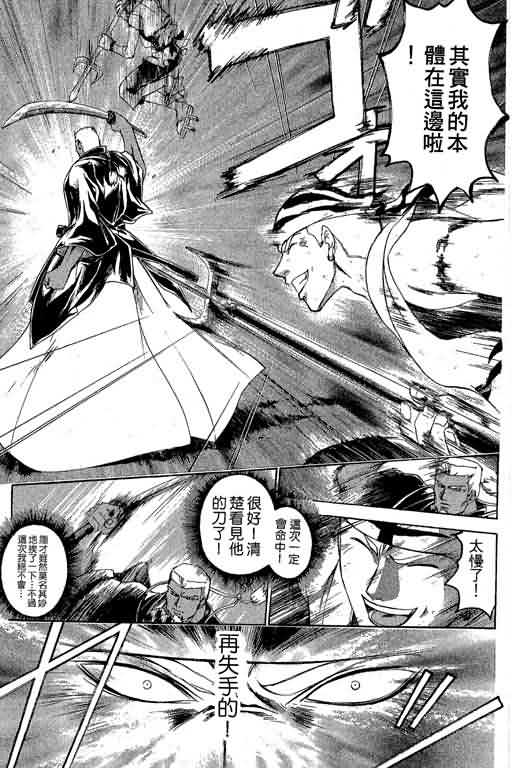 其實我的本
體在這邊啦
！
太慢了！
這次一定
會命中！
很好！清
楚看見他
的刀了！
剛才雖然莫名其妙
地挨了一下…不過
這次我絕不會…
再失手的！